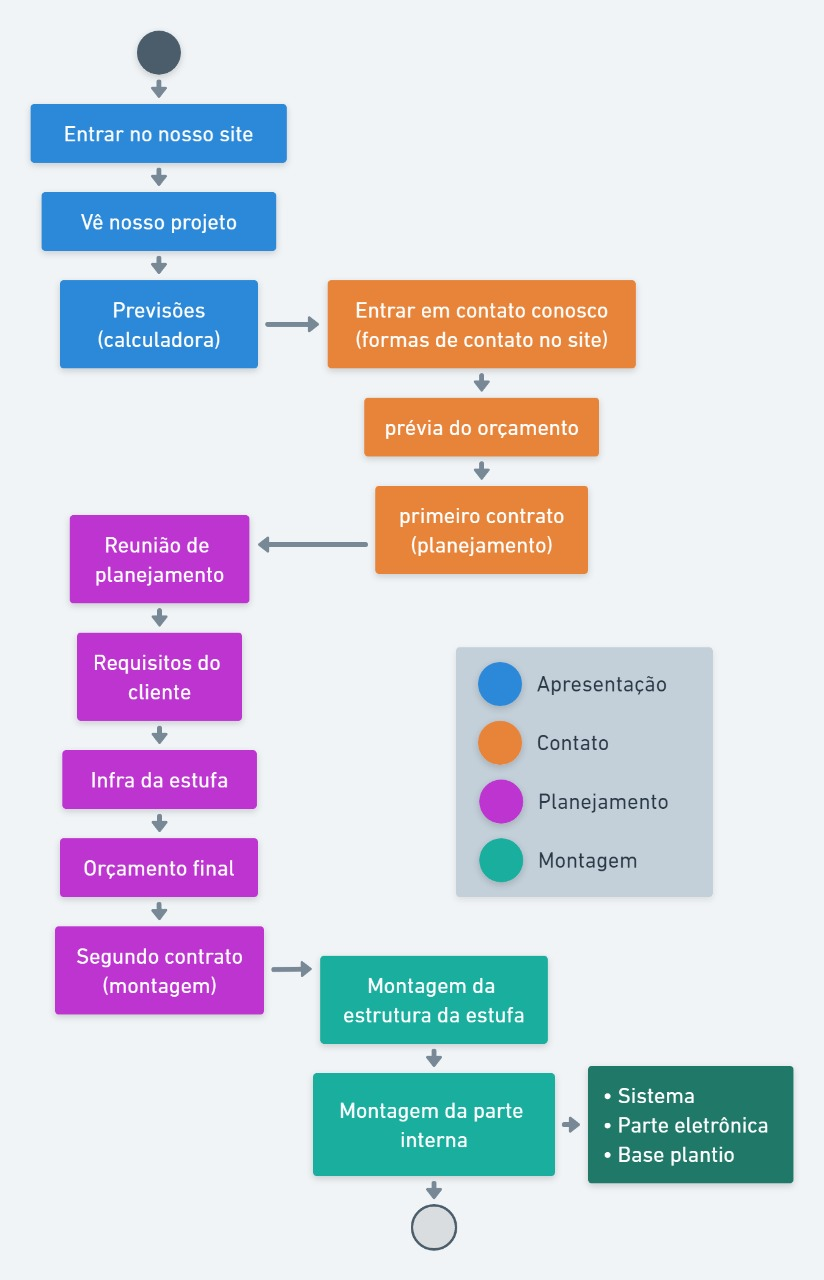 Entrar no nosso site
Vê nosso projeto
Previsões
(calculadora)
Entrar em contato conosco
(formas de contato no site)
prévia do orçamento
primeiro contrato
(planejamento)
Reunião de
planejamento
Requisitos do
cliente
Infra da estufa
Orçamento final
Segundo contrato
(montagem)
Apresentação
Contato
Planejamento
Montagem
Montagem da
estrutura da estufa
Montagem da parte
interna
• Sistema
• Parte eletrônica
• Base plantio